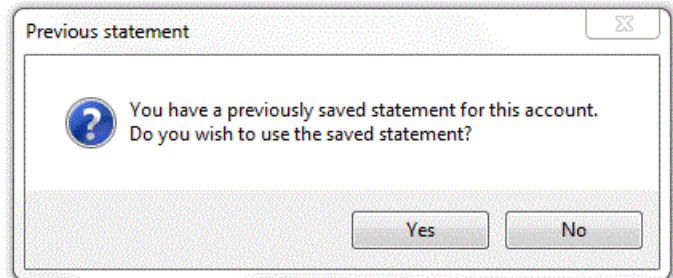 Previous statement
You have a previously saved statement for this account.
Do you wish to use the saved statement?
Yes
No